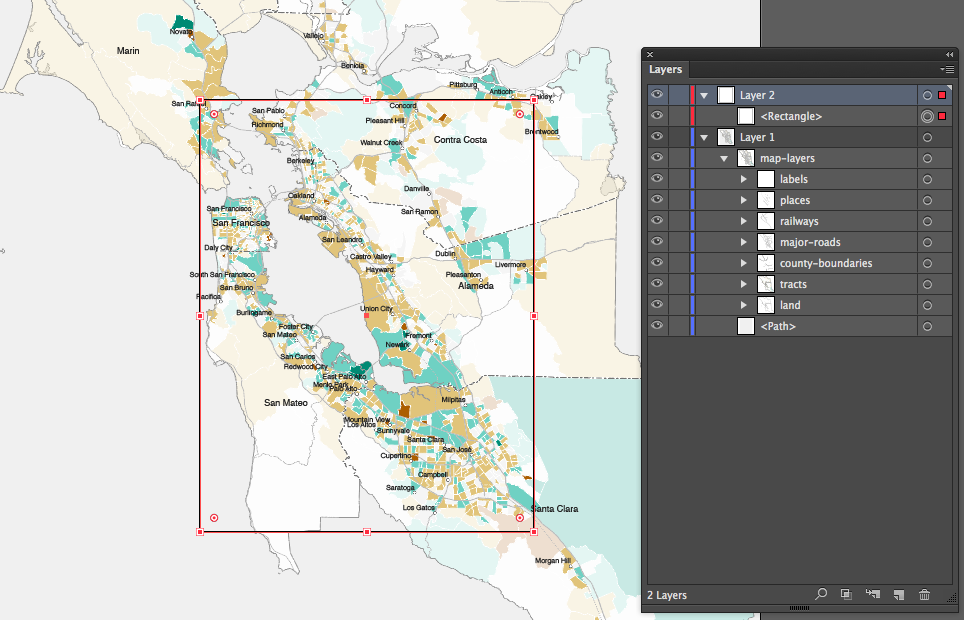 Novato
Marin
Vallejo
Benicia
San Rafael
San Pablo
Richmond
Concord
Pittsburg
Antioch
Oakley
Pleasant Hill
Brentwood
Walnut Creek
Contra Costa
Berkeley
Danville
Oakland
San Francisco
Alameda
San Ramon
San Francisco
San Leandro
Daly City
Castro Valley
Dublin
Hayward
Livermore
South San Francisco
Pleasanton
San Bruno
Alameda
Pacifica
Union City
Burlingame
Foster City
San Mateo
Fremont
Newark
San Carlos
Redwood City
East Palo Alto
Menlo Park
Palo Alto
San Mateo
Milpitas
Mountain View
Los Altos
Sunnyvale
Santa Clara
San José
Cupertino
Campbell
Saratoga
Los Gatos
Santa Clara
Morgan Hill
Layers
Layer 2
<Rectangle>
Layer 1
map-layers
labels
places
railways
major-roads
county-boundaries
tracts
land
<Path>
2 Layers